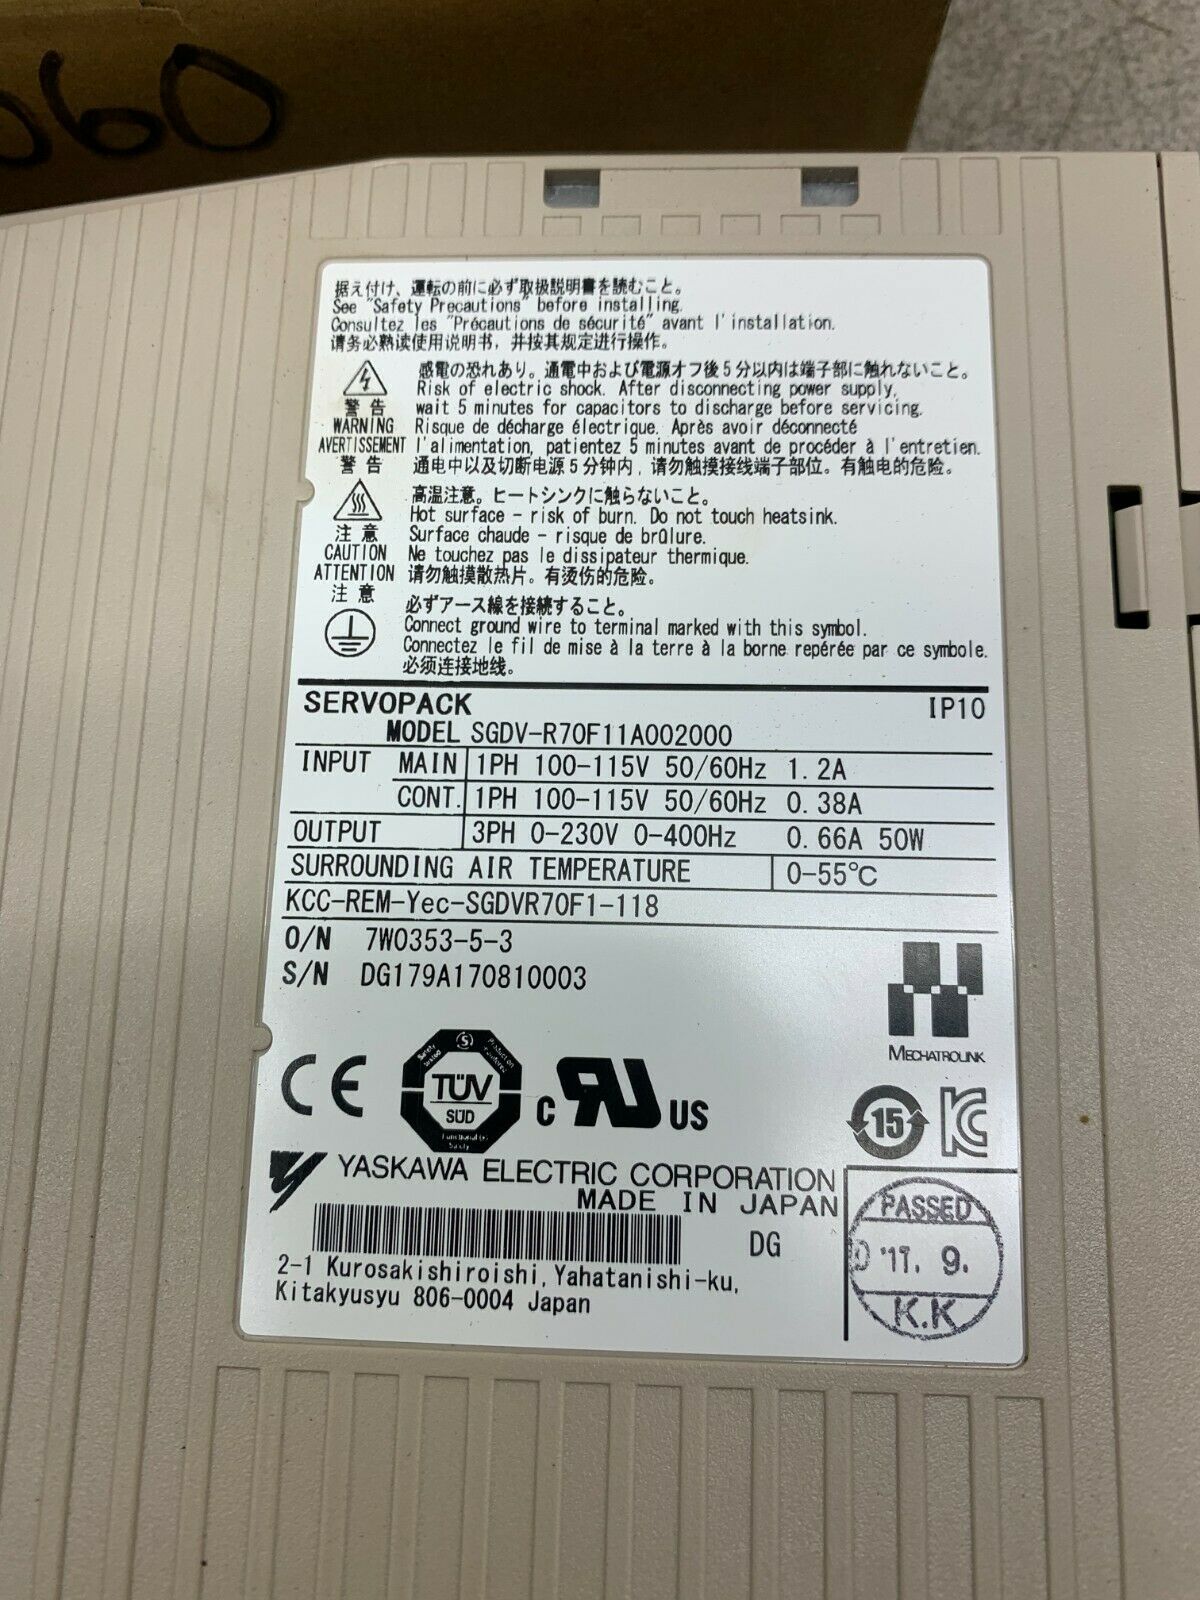 060
据え付け、運転の前に必ず取扱説明書を読むこと。
See "Safety Precautions" before installing.
Consultez les "Précautions de sécurité" avant l'installation.
请务必熟读使用说明书，并按其规定进行操作。
感電の恐れあり。通電中および電源オフ後5分以内は端子部に触れないこと。
Risk of electric shock. After disconnecting power supply,
警告 wait 5 minutes for capacitors to discharge before servicing.
WARNING Risque de décharge électrique. Après avoir déconnecté
AVERTISSEMENT l'alimentation, patientez 5 minutes avant de procéder à l'entretien.
警告 通电中以及切断电源5分钟内，请勿触摸接线端子部位。有触电的危险。
高温注意。ヒートシンクに触らないこと。
Hot surface - risk of burn. Do not touch heatsink.
注意 Surface chaude - risque de brûlure.
CAUTION Ne touchez pas le dissipateur thermique.
ATTENTION 请勿触摸散热片。有烫伤的危险。
注意
必ずアース線を接続すること。
Connect ground wire to terminal marked with this symbol.
Connectez le fil de mise à la terre à la borne repérée par ce symbole.
必须连接地线。
SERVOPACK IP10
MODEL SGDV-R70F11A002000
INPUT MAIN 1PH 100-115V 50/60Hz 1.2A
CONT. 1PH 100-115V 50/60Hz 0.38A
OUTPUT 3PH 0-230V 0-400Hz 0.66A 50W
SURROUNDING AIR TEMPERATURE 0-55℃
KCC-REM-Yec-SGDVR70F1-118
O/N 7W0353-5-3
S/N DG179A170810003
MECHATROLINK
CE TÜV SÜD c RU US 15 KC
YASKAWA ELECTRIC CORPORATION
MADE IN JAPAN
DG
2-1 Kurosakishiroishi, Yahatanishi-ku,
Kitakyusyu 806-0004 Japan
PASSED
'17. 9.
K.K